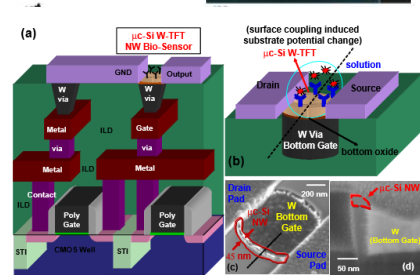 (a)
μc-Si W-TFT
NW Bio-Sensor
GND
Output
W
via
W
via
Metal
Gate
ILD
via
via
Metal
Metal
Contact
ILD
ILD
Poly
Gate
Poly
Gate
STI
STI
CMOS Well
(surface coupling induced
substrate potential change)
μc-Si W-TFT
solution
Drain
Source
W Via
Bottom Gate
(b)
bottom oxide
Drain
Pad
200 nm
μc-Si NW
W
Bottom
Gate
45 nm
Source
Pad
(c)
μc-Si NW
W
(Bottom Gate)
50 nm
(d)